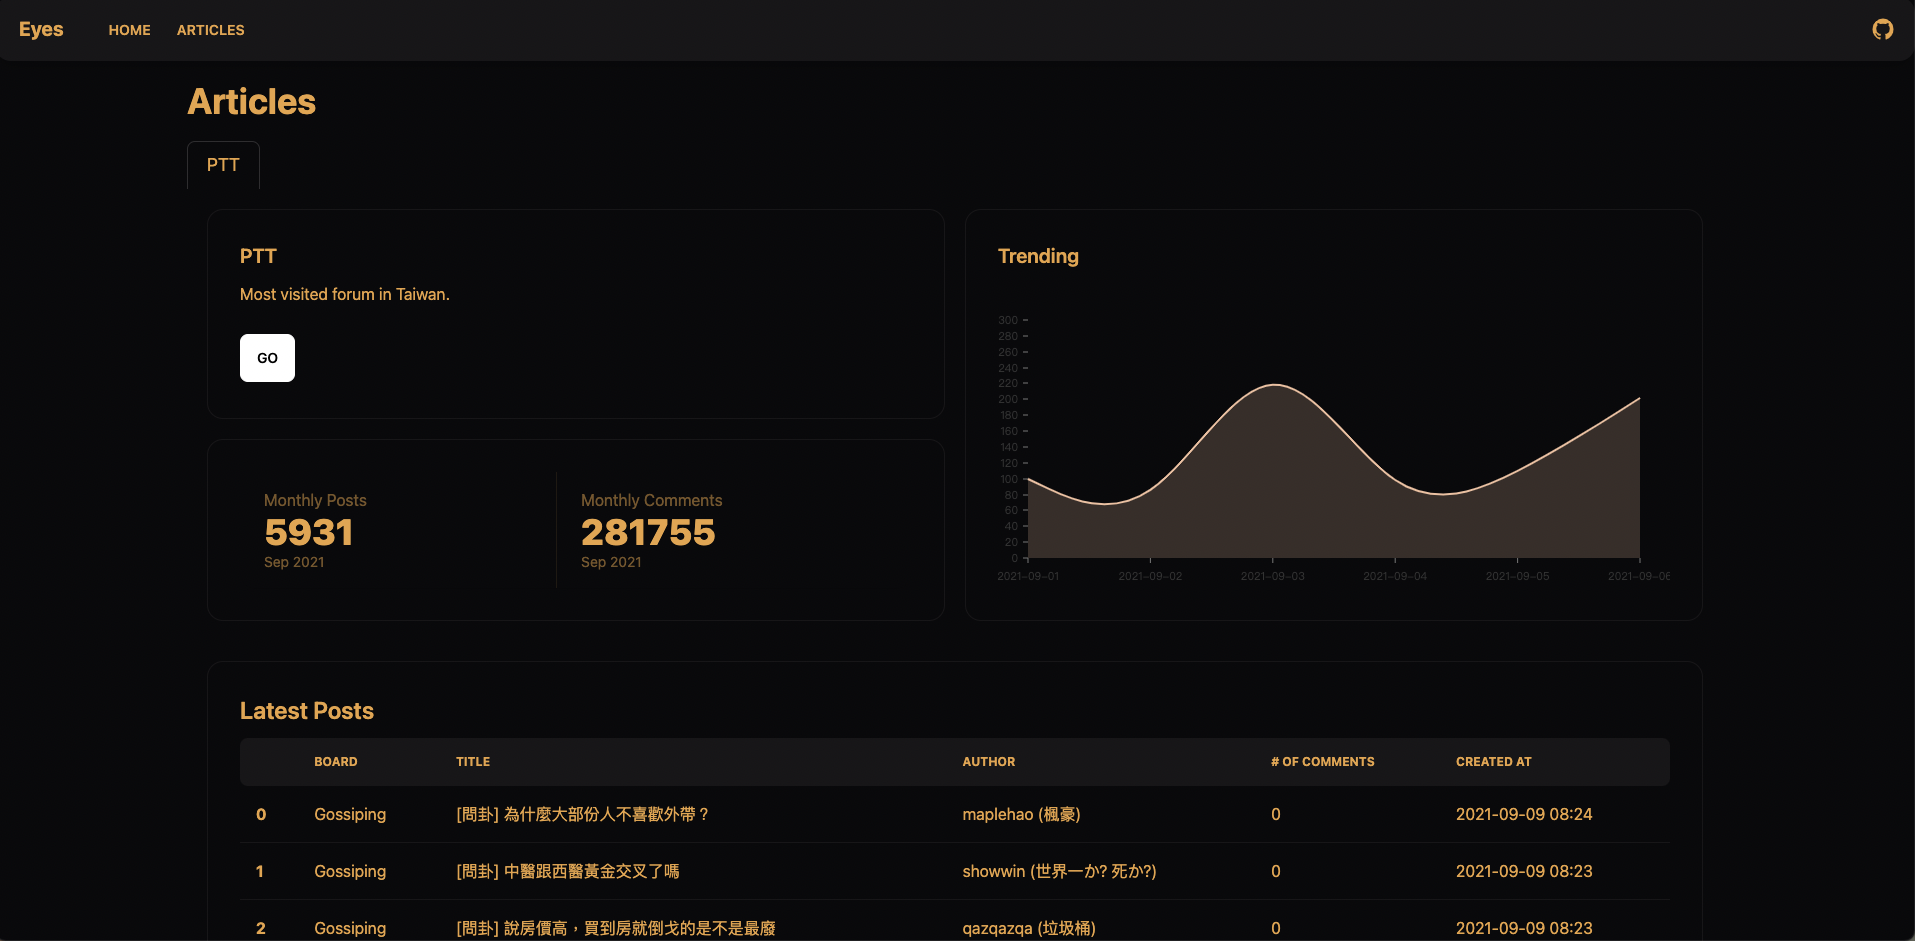 Eyes HOME ARTICLES
Articles
PTT
PTT
Most visited forum in Taiwan.
GO
Monthly Posts
5931
Sep 2021
Monthly Comments
281755
Sep 2021
Trending
300
280
260
240
220
200
180
160
140
120
100
80
60
40
20
0
2021-09-01 2021-09-02 2021-09-03 2021-09-04 2021-09-05 2021-09-06
Latest Posts
BOARD TITLE AUTHOR # OF COMMENTS CREATED AT
0 Gossiping [問卦] 為什麼大部份人不喜歡外帶？ maplehao (楓豪) 0 2021-09-09 08:24
1 Gossiping [問卦] 中醫跟西醫黃金交叉了嗎 showwin (世界一か? 死か?) 0 2021-09-09 08:23
2 Gossiping [問卦] 說房價高，買到房就倒戈的是不是最廢 qazqazqa (垃圾桶) 0 2021-09-09 08:23